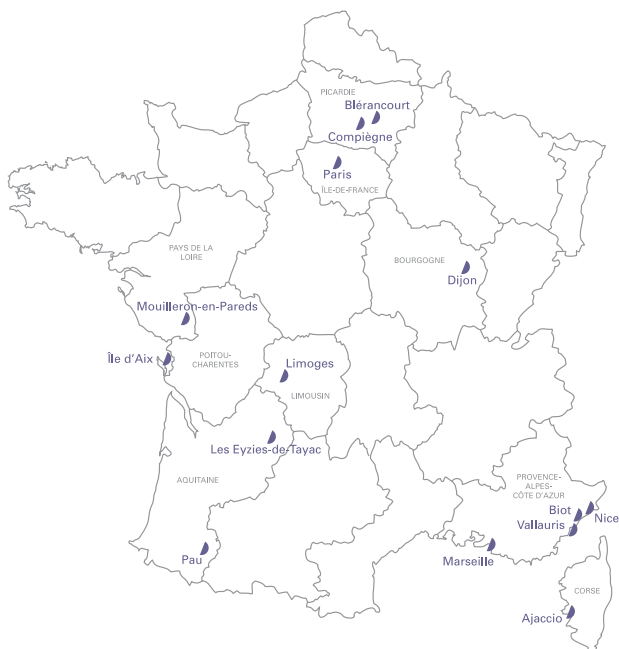 PICARDIE
Blérancourt
Compiègne
Paris
ÎLE-DE-FRANCE
PAYS DE LA
LOIRE
BOURGOGNE
Dijon
Mouilleron-en-Pareds
Île d'Aix
POITOU-
CHARENTES
Limoges
LIMOUSIN
Les Eyzies-de-Tayac
AQUITAINE
PROVENCE-
ALPES-
CÔTE D'AZUR
Biot
Nice
Vallauris
Pau
Marseille
CORSE
Ajaccio